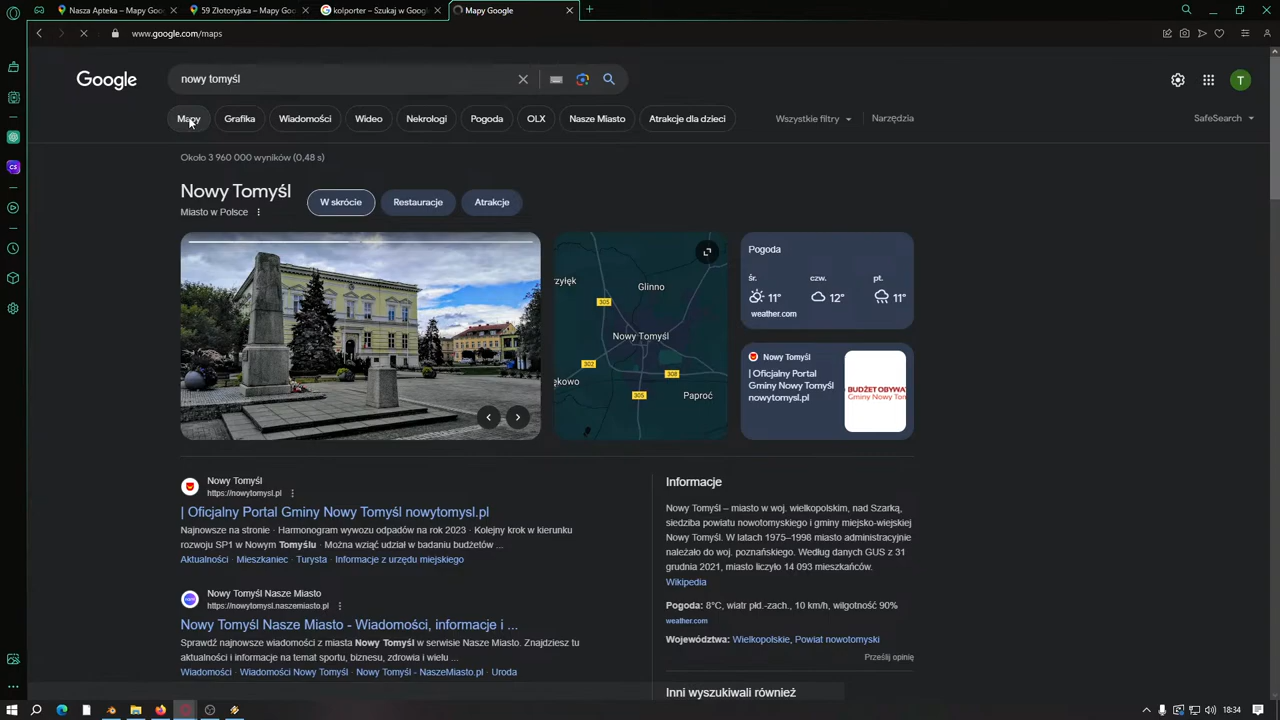 Nasza Apteka – Mapy Goo
59 Złotoryjska – Mapy Goo
kolporter – Szukaj w Google
Mapy Google
www.google.com/maps
Google
nowy tomyśl
T
Mapy
Grafika
Wiadomości
Wideo
Nekrologi
Pogoda
OLX
Nasze Miasto
Atrakcje dla dzieci
Wszystkie filtry
Narzędzia
SafeSearch
Około 3 960 000 wyników (0,48 s)
Nowy Tomyśl
Miasto w Polsce
W skrócie
Restauracje
Atrakcje
rzyłęk
Glinno
305
Nowy Tomyśl
302
308
ękowo
305
Paproć
Pogoda
śr.
czw.
pt.
11°
12°
11°
weather.com
Nowy Tomyśl
| Oficjalny Portal
Gminy Nowy Tomyśl
nowytomysl.pl
BUDŻET OBYWA
Gminy Nowy Tom
Nowy Tomyśl
https://nowytomysl.pl
| Oficjalny Portal Gminy Nowy Tomyśl nowytomysl.pl
Najnowsze na stronie · Harmonogram wywozu odpadów na rok 2023 · Kolejny krok w kierunku
rozwoju SP1 w Nowym Tomyślu · Można wziąć udział w badaniu budżetów ...
Aktualności · Mieszkaniec · Turysta · Informacje z urzędu miejskiego
Nowy Tomyśl Nasze Miasto
https://nowytomysl.naszemiasto.pl
Nowy Tomyśl Nasze Miasto - Wiadomości, informacje i ...
Sprawdź najnowsze wiadomości z miasta Nowy Tomyśl w serwisie Nasze Miasto. Znajdziesz tu
aktualności i informacje na temat sportu, biznesu, zdrowia i wielu ...
Wiadomości · Wiadomości Nowy Tomyśl · Nowy Tomyśl - NaszeMiasto.pl · Uroda
Informacje
Nowy Tomyśl – miasto w woj. wielkopolskim, nad Szarką,
siedziba powiatu nowotomyskiego i gminy miejsko-wiejskiej
Nowy Tomyśl. W latach 1975–1998 miasto administracyjnie
należało do woj. poznańskiego. Według danych GUS z 31
grudnia 2021, miasto liczyło 14 093 mieszkańców.
Wikipedia
Pogoda: 8°C, wiatr płd.-zach., 10 km/h, wilgotność 90%
weather.com
Województwa: Wielkopolskie, Powiat nowotomyski
Prześlij opinię
Inni wyszukiwali również
18:34